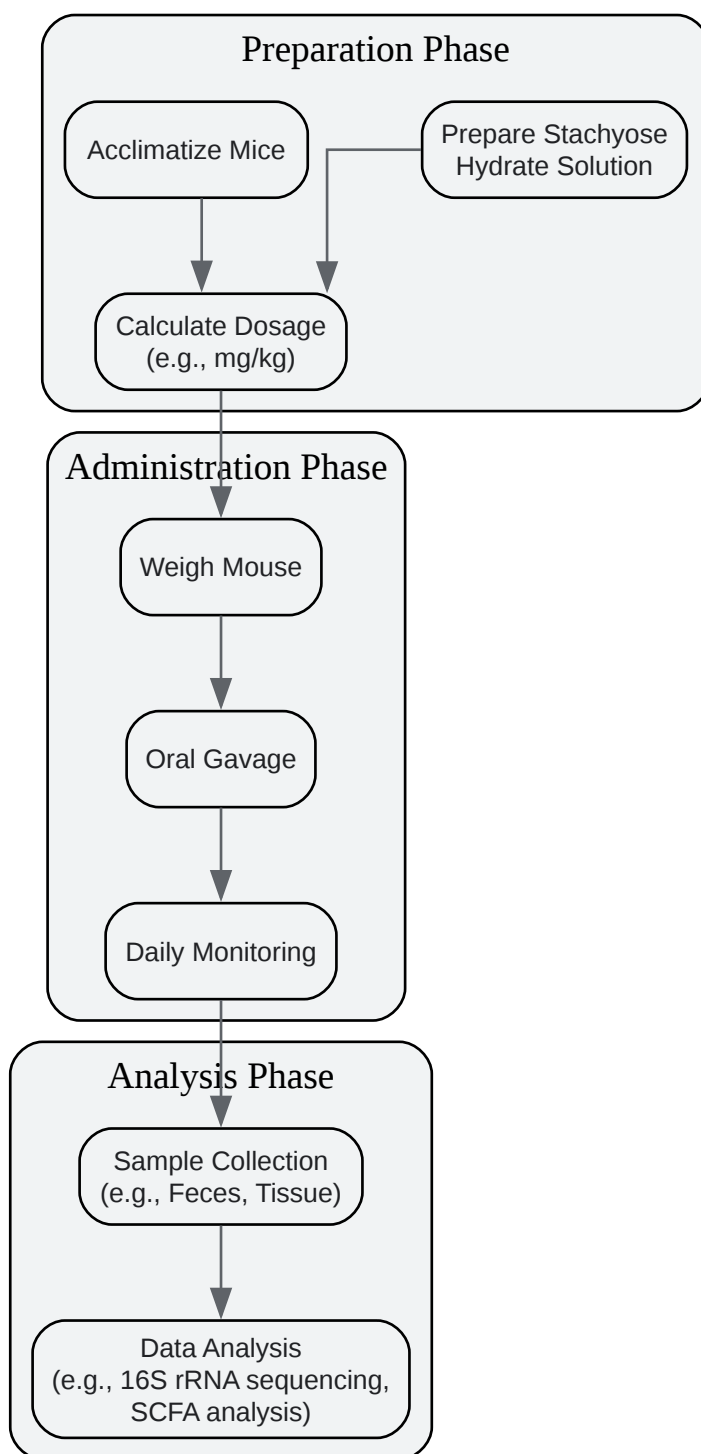 Preparation Phase
Acclimatize Mice
Prepare Stachyose
Hydrate Solution
Calculate Dosage
(e.g., mg/kg)
Administration Phase
Weigh Mouse
Oral Gavage
Daily Monitoring
Analysis Phase
Sample Collection
(e.g., Feces, Tissue)
Data Analysis
(e.g., 16S rRNA sequencing,
SCFA analysis)